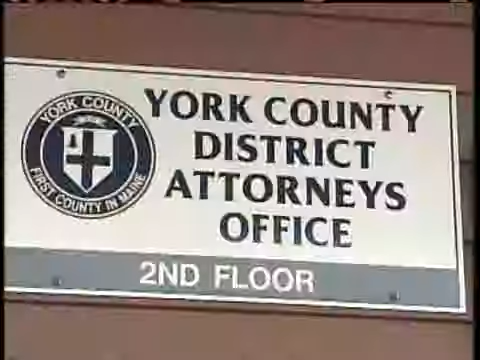 YORK COUNTY
FIRST COUNTY IN MAINE
YORK COUNTY
DISTRICT
ATTORNEYS
OFFICE
2ND FLOOR